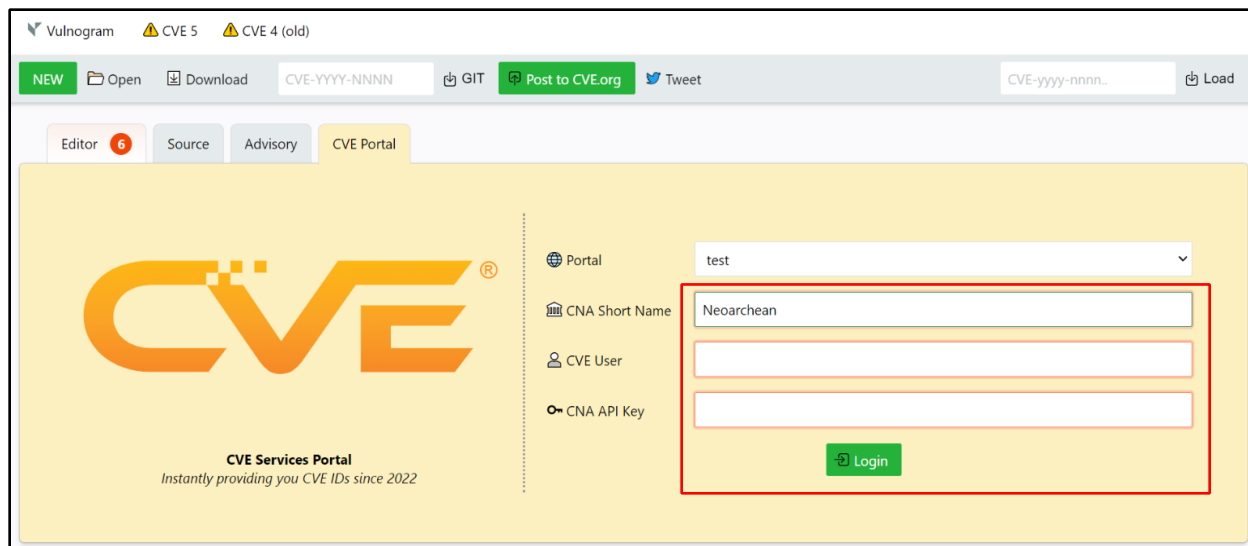 Vulnogram CVE 5 CVE 4 (old)
NEW Open Download CVE-YYYY-NNNN GIT Post to CVE.org Tweet CVE-yyyy-nnnn.. Load
Editor 6 Source Advisory CVE Portal
CVE®
CVE Services Portal
Instantly providing you CVE IDs since 2022
Portal test
CNA Short Name Neoarchean
CVE User
CNA API Key
Login